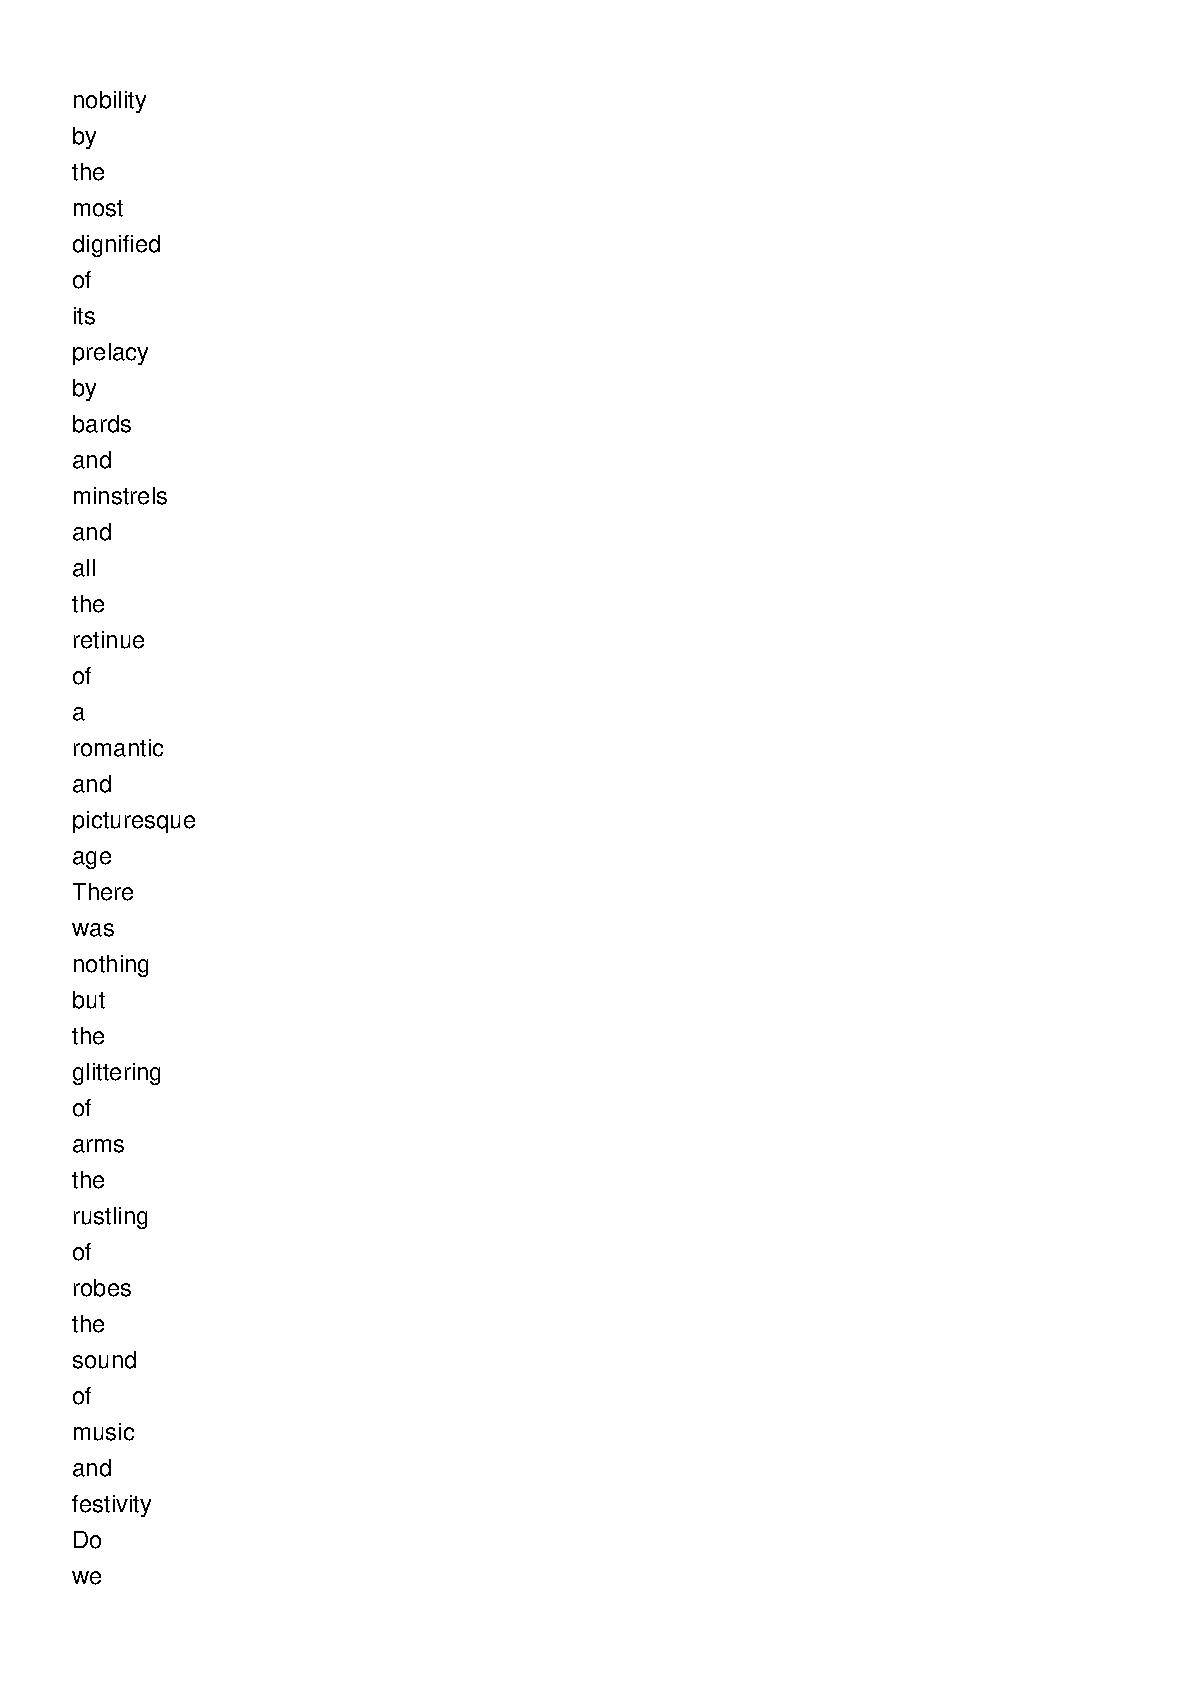 nobility
by
the
most
dignified
of
its
prelacy
by
bards
and
minstrels
and
all
the
retinue
of
a
romantic
and
picturesque
age
There
was
nothing
but
the
glittering
of
arms
the
rustling
of
robes
the
sound
of
music
and
festivity
Do
we